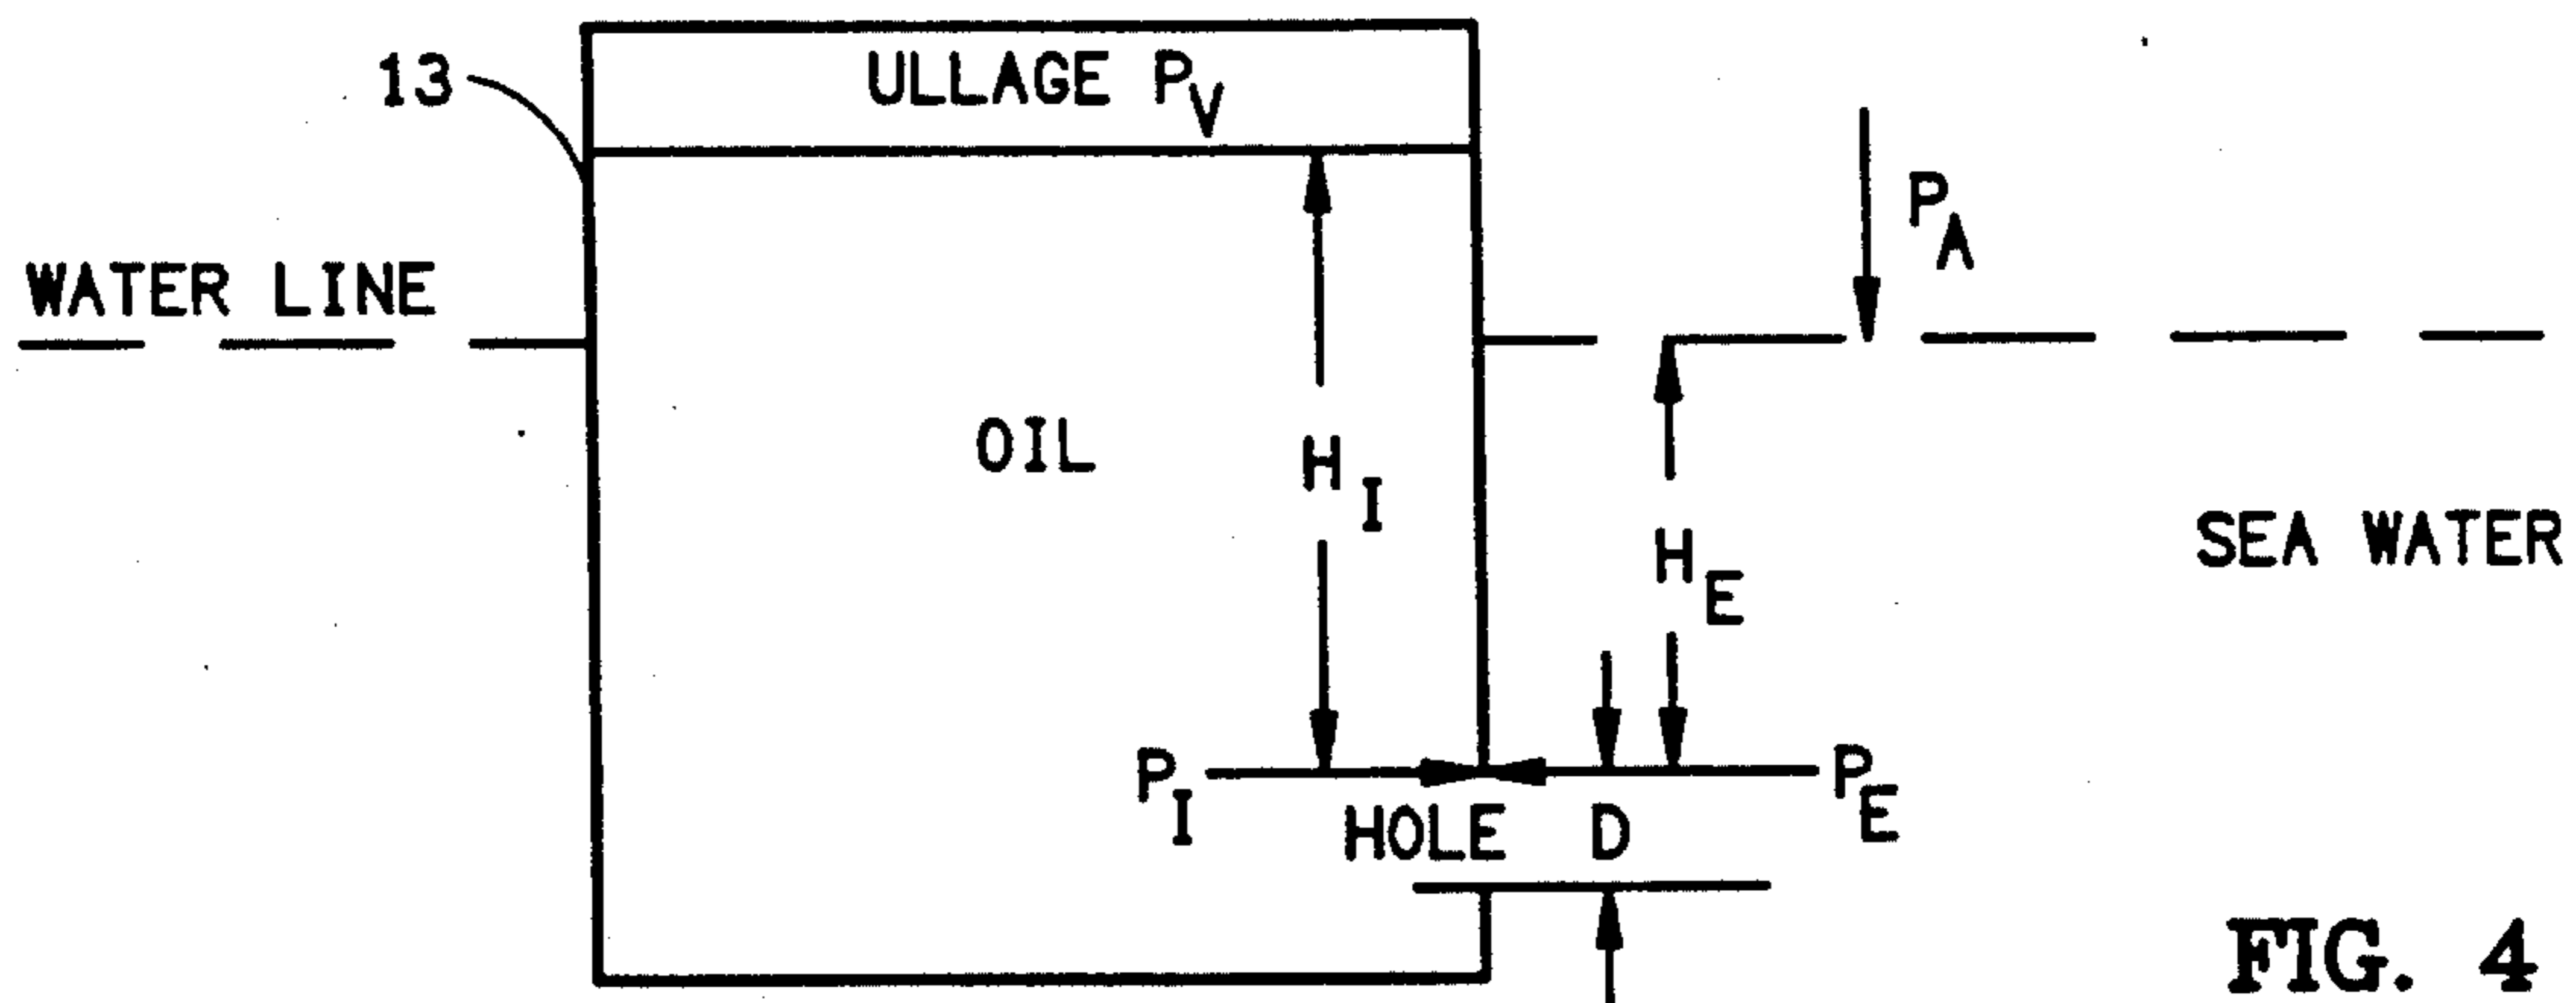 13
ULLAGE P_V
P_A
WATER LINE
OIL
H_I
H_E
SEA WATER
P_I
P_E
HOLE D
FIG. 4